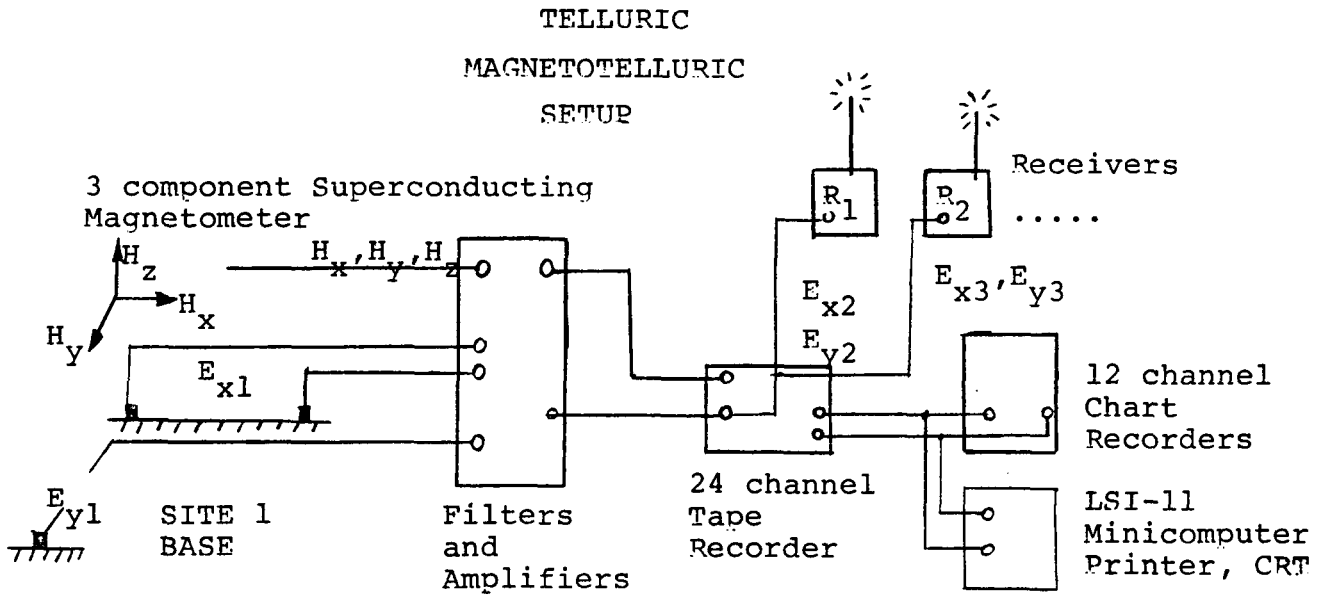 TELLURIC
MAGNETOTELLURIC
SETUP
3 component Superconducting
Magnetometer
Receivers
R1
R2
.....
Hz
Hx
Hy
Hx,Hy,Hz
Ex2
Ey2
Ex3,Ey3
Ex1
12 channel
Chart
Recorders
Ey1
SITE 1
BASE
Filters
and
Amplifiers
24 channel
Tape
Recorder
LSI-11
Minicomputer
Printer, CRT